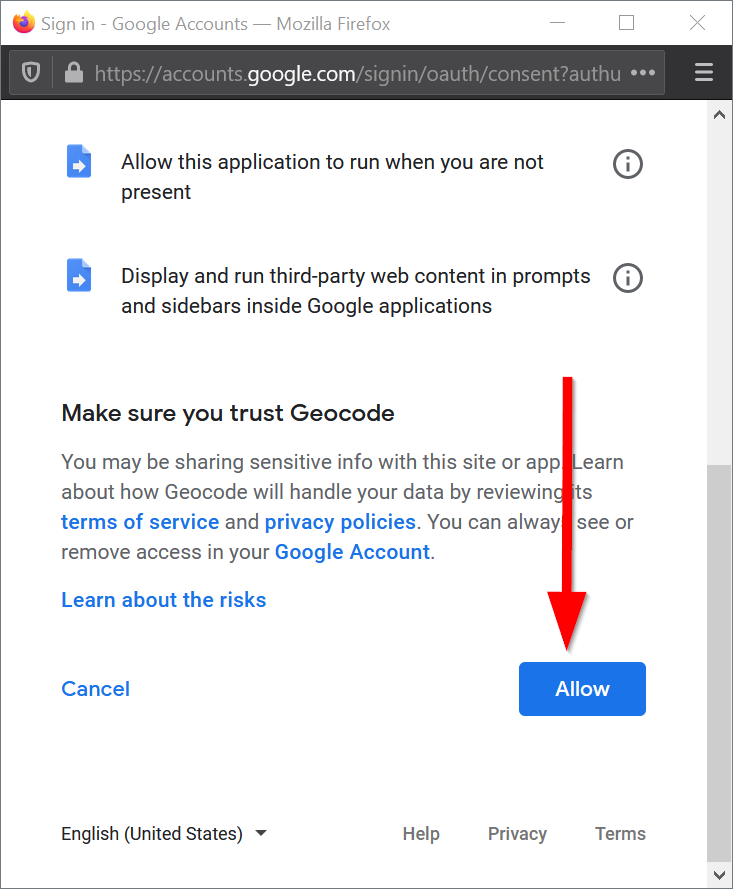 Sign in - Google Accounts — Mozilla Firefox
https://accounts.google.com/signin/oauth/consent?authu
Allow this application to run when you are not
present
Display and run third-party web content in prompts
and sidebars inside Google applications
Make sure you trust Geocode
You may be sharing sensitive info with this site or app. Learn
about how Geocode will handle your data by reviewing its
terms of service and privacy policies. You can always see or
remove access in your Google Account.
Learn about the risks
Cancel
Allow
English (United States)
Help
Privacy
Terms